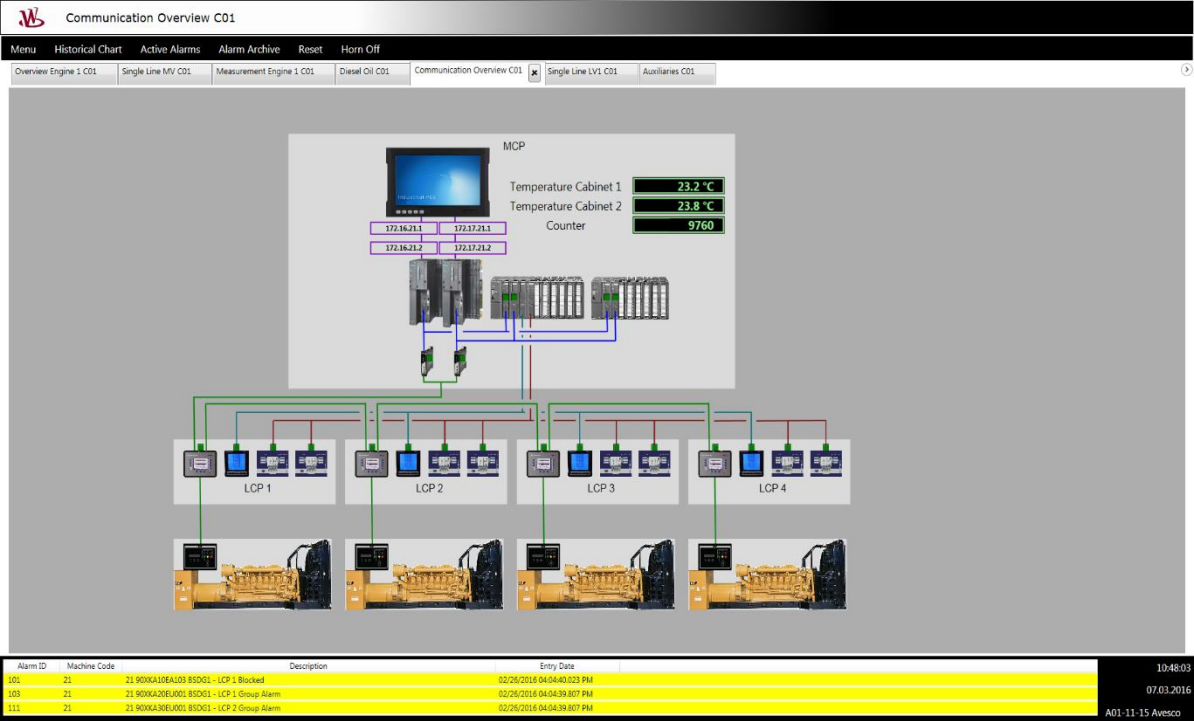 Communication Overview C01
Menu Historical Chart Active Alarms Alarm Archive Reset Horn Off
Overview Engine 1 C01 Single Line MV C01 Measurement Engine 1 C01 Diesel Oil C01 Communication Overview C01 Single Line LV1 C01 Auxiliaries C01
MCP
Temperature Cabinet 1 23.2 °C
Temperature Cabinet 2 23.8 °C
Counter 9760
172.16.21.1 172.17.21.1
172.16.21.2 172.17.21.2
LCP 1 LCP 2 LCP 3 LCP 4
Alarm ID Machine Code Description Entry Date
101 21 21 90XKA10EA103 BSDG1 - LCP 1 Blocked 02/26/2016 04:04:40.023 PM
103 21 21 90XKA20EU001 BSDG1 - LCP 1 Group Alarm 02/26/2016 04:04:39.807 PM
111 21 21 90XKA30EU001 BSDG1 - LCP 2 Group Alarm 02/26/2016 04:04:39.807 PM
10:48:03
07.03.2016
A01-11-15 Avesco